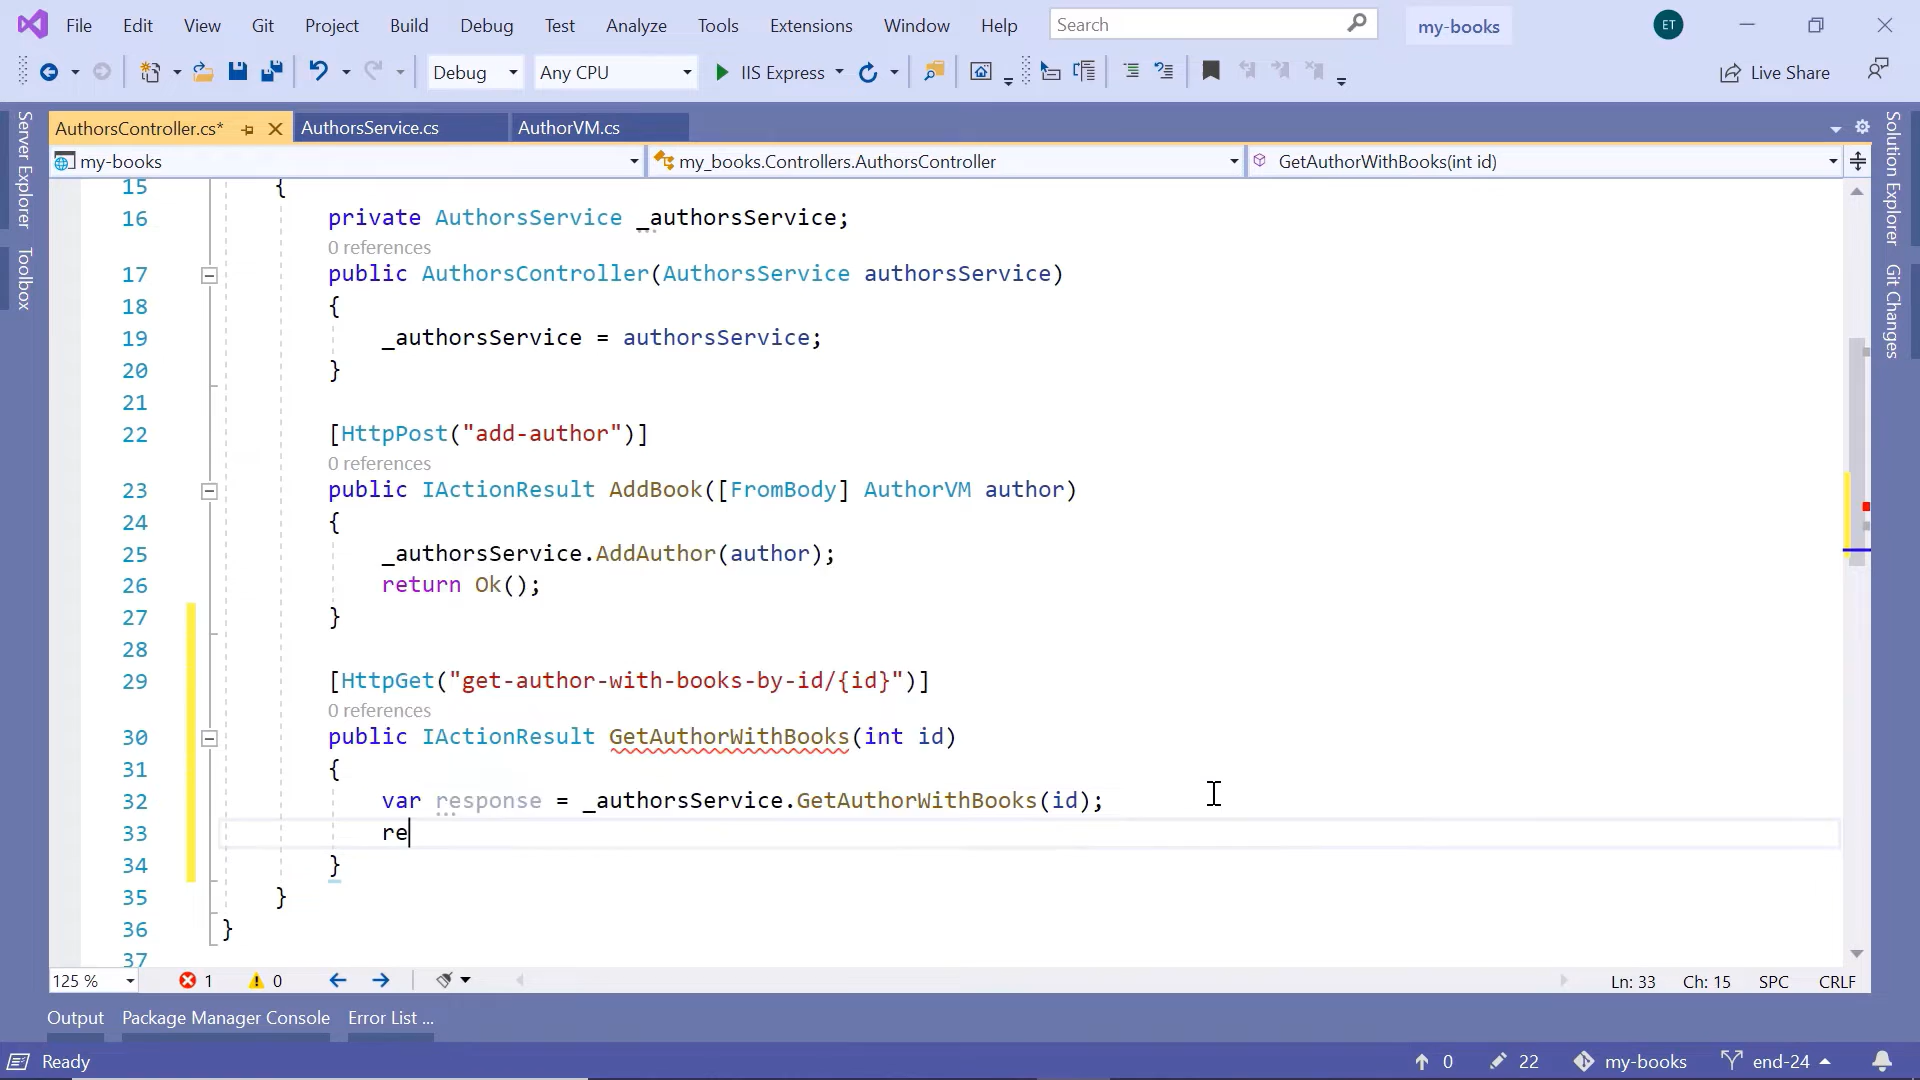 File Edit View Git Project Build Debug Test Analyze Tools Extensions Window Help Search my-books ET
Debug Any CPU IIS Express Live Share
AuthorsController.cs* AuthorsService.cs AuthorVM.cs
my-books my_books.Controllers.AuthorsController GetAuthorWithBooks(int id)
Server Explorer
Toolbox
Solution Explorer
Git Changes
15 {
16 private AuthorsService _authorsService;
0 references
17 public AuthorsController(AuthorsService authorsService)
18 {
19 _authorsService = authorsService;
20 }
21
22 [HttpPost("add-author")]
0 references
23 public IActionResult AddBook([FromBody] AuthorVM author)
24 {
25 _authorsService.AddAuthor(author);
26 return Ok();
27 }
28
29 [HttpGet("get-author-with-books-by-id/{id}")]
0 references
30 public IActionResult GetAuthorWithBooks(int id)
31 {
32 var response = _authorsService.GetAuthorWithBooks(id);
33 re
34 }
35 }
36 }
37
125 % 1 0 Ln: 33 Ch: 15 SPC CRLF
Output Package Manager Console Error List ...
Ready 0 22 my-books end-24